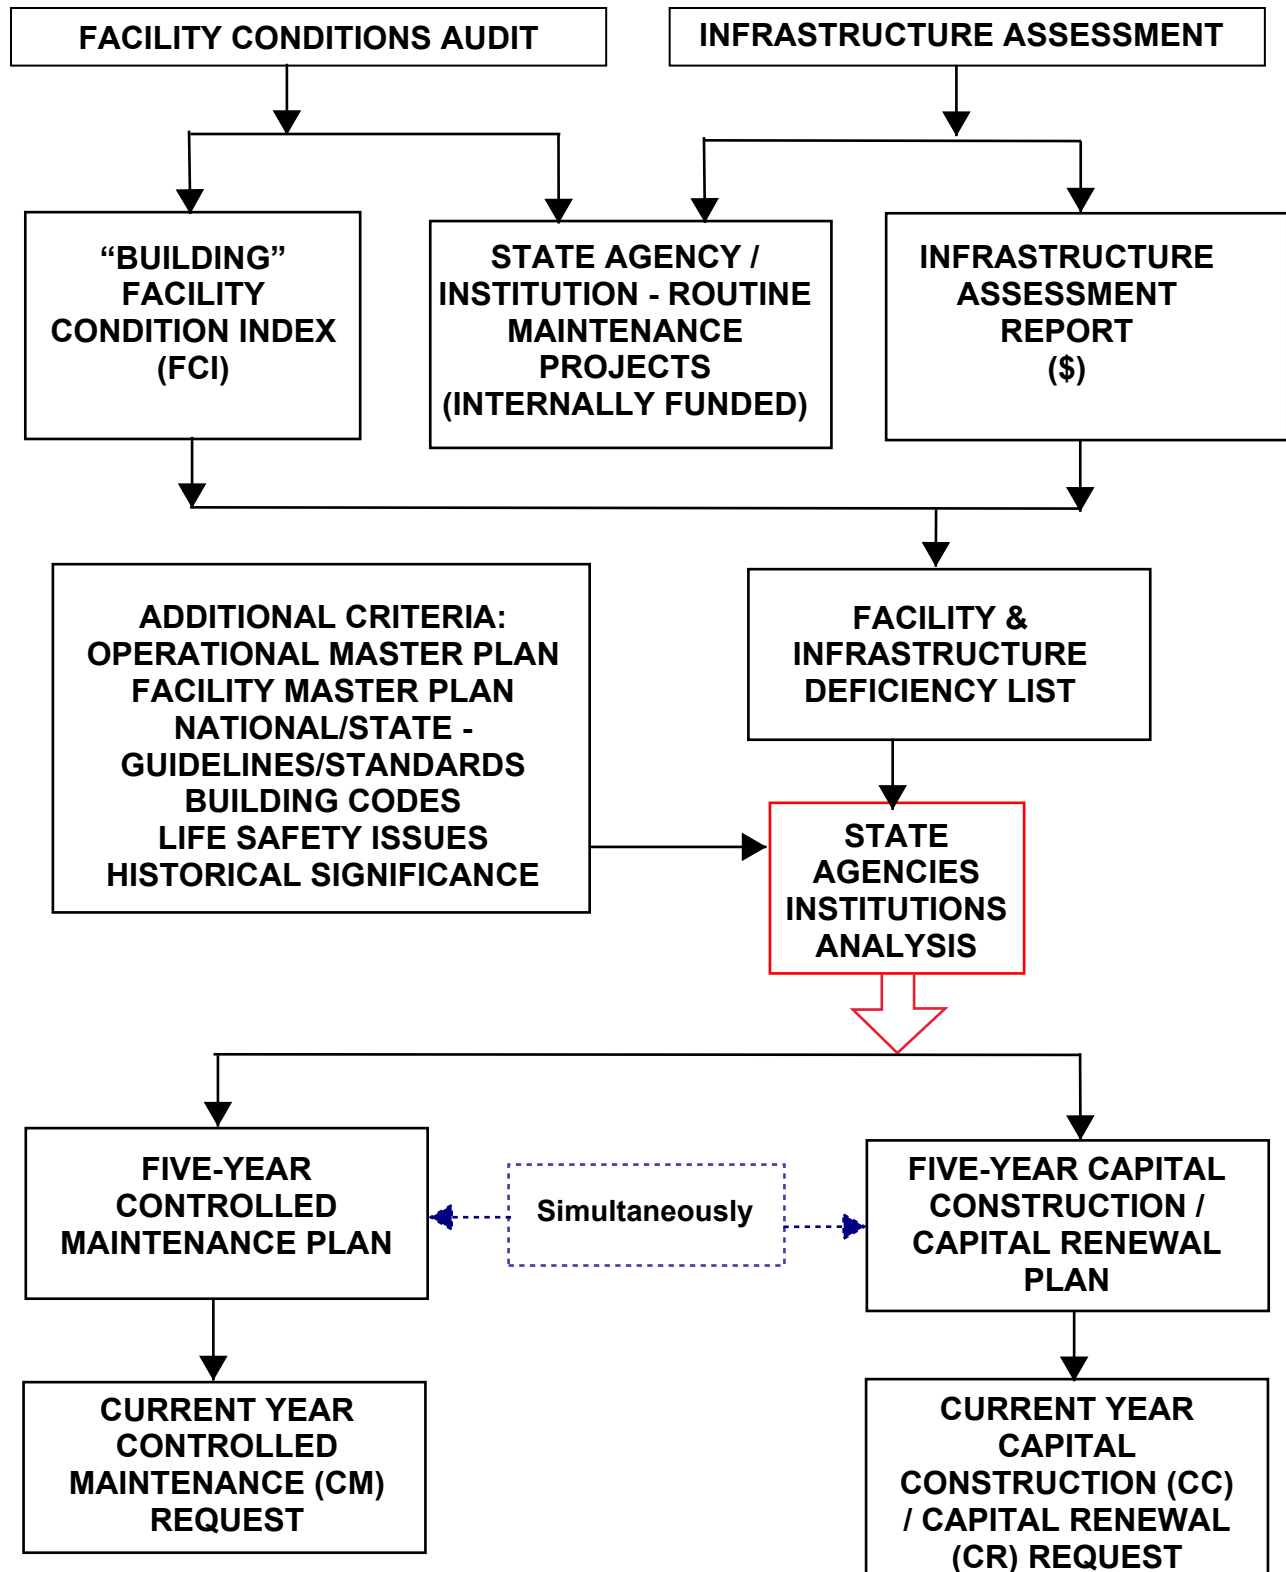 FACILITY CONDITIONS AUDIT
INFRASTRUCTURE ASSESSMENT
“BUILDING”
FACILITY
CONDITION INDEX
(FCI)
STATE AGENCY /
INSTITUTION - ROUTINE
MAINTENANCE
PROJECTS
(INTERNALLY FUNDED)
INFRASTRUCTURE
ASSESSMENT
REPORT
($)
ADDITIONAL CRITERIA:
OPERATIONAL MASTER PLAN
FACILITY MASTER PLAN
NATIONAL/STATE -
GUIDELINES/STANDARDS
BUILDING CODES
LIFE SAFETY ISSUES
HISTORICAL SIGNIFICANCE
FACILITY &
INFRASTRUCTURE
DEFICIENCY LIST
STATE
AGENCIES
INSTITUTIONS
ANALYSIS
FIVE-YEAR
CONTROLLED
MAINTENANCE PLAN
Simultaneously
FIVE-YEAR CAPITAL
CONSTRUCTION /
CAPITAL RENEWAL
PLAN
CURRENT YEAR
CONTROLLED
MAINTENANCE (CM)
REQUEST
CURRENT YEAR
CAPITAL
CONSTRUCTION (CC)
/ CAPITAL RENEWAL
(CR) REQUEST